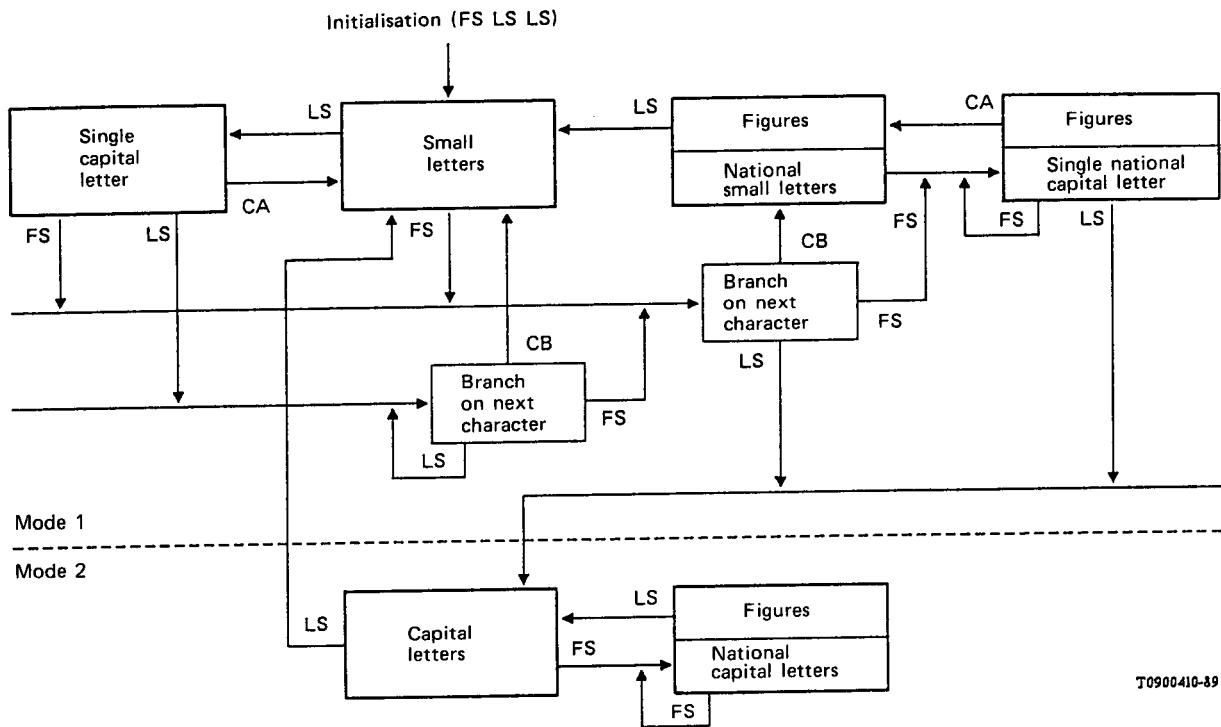 Initialisation (FS LS LS)
Single
capital
letter
LS
CA
Small
letters
LS
Figures
National
small letters
CA
Figures
Single national
capital letter
FS
LS
FS
FS
FS
LS
CB
Branch
on next
character
FS
LS
CB
Branch
on next
character
FS
LS
Mode 1
Mode 2
LS
Capital
letters
LS
FS
Figures
National
capital letters
FS
T0900410-89